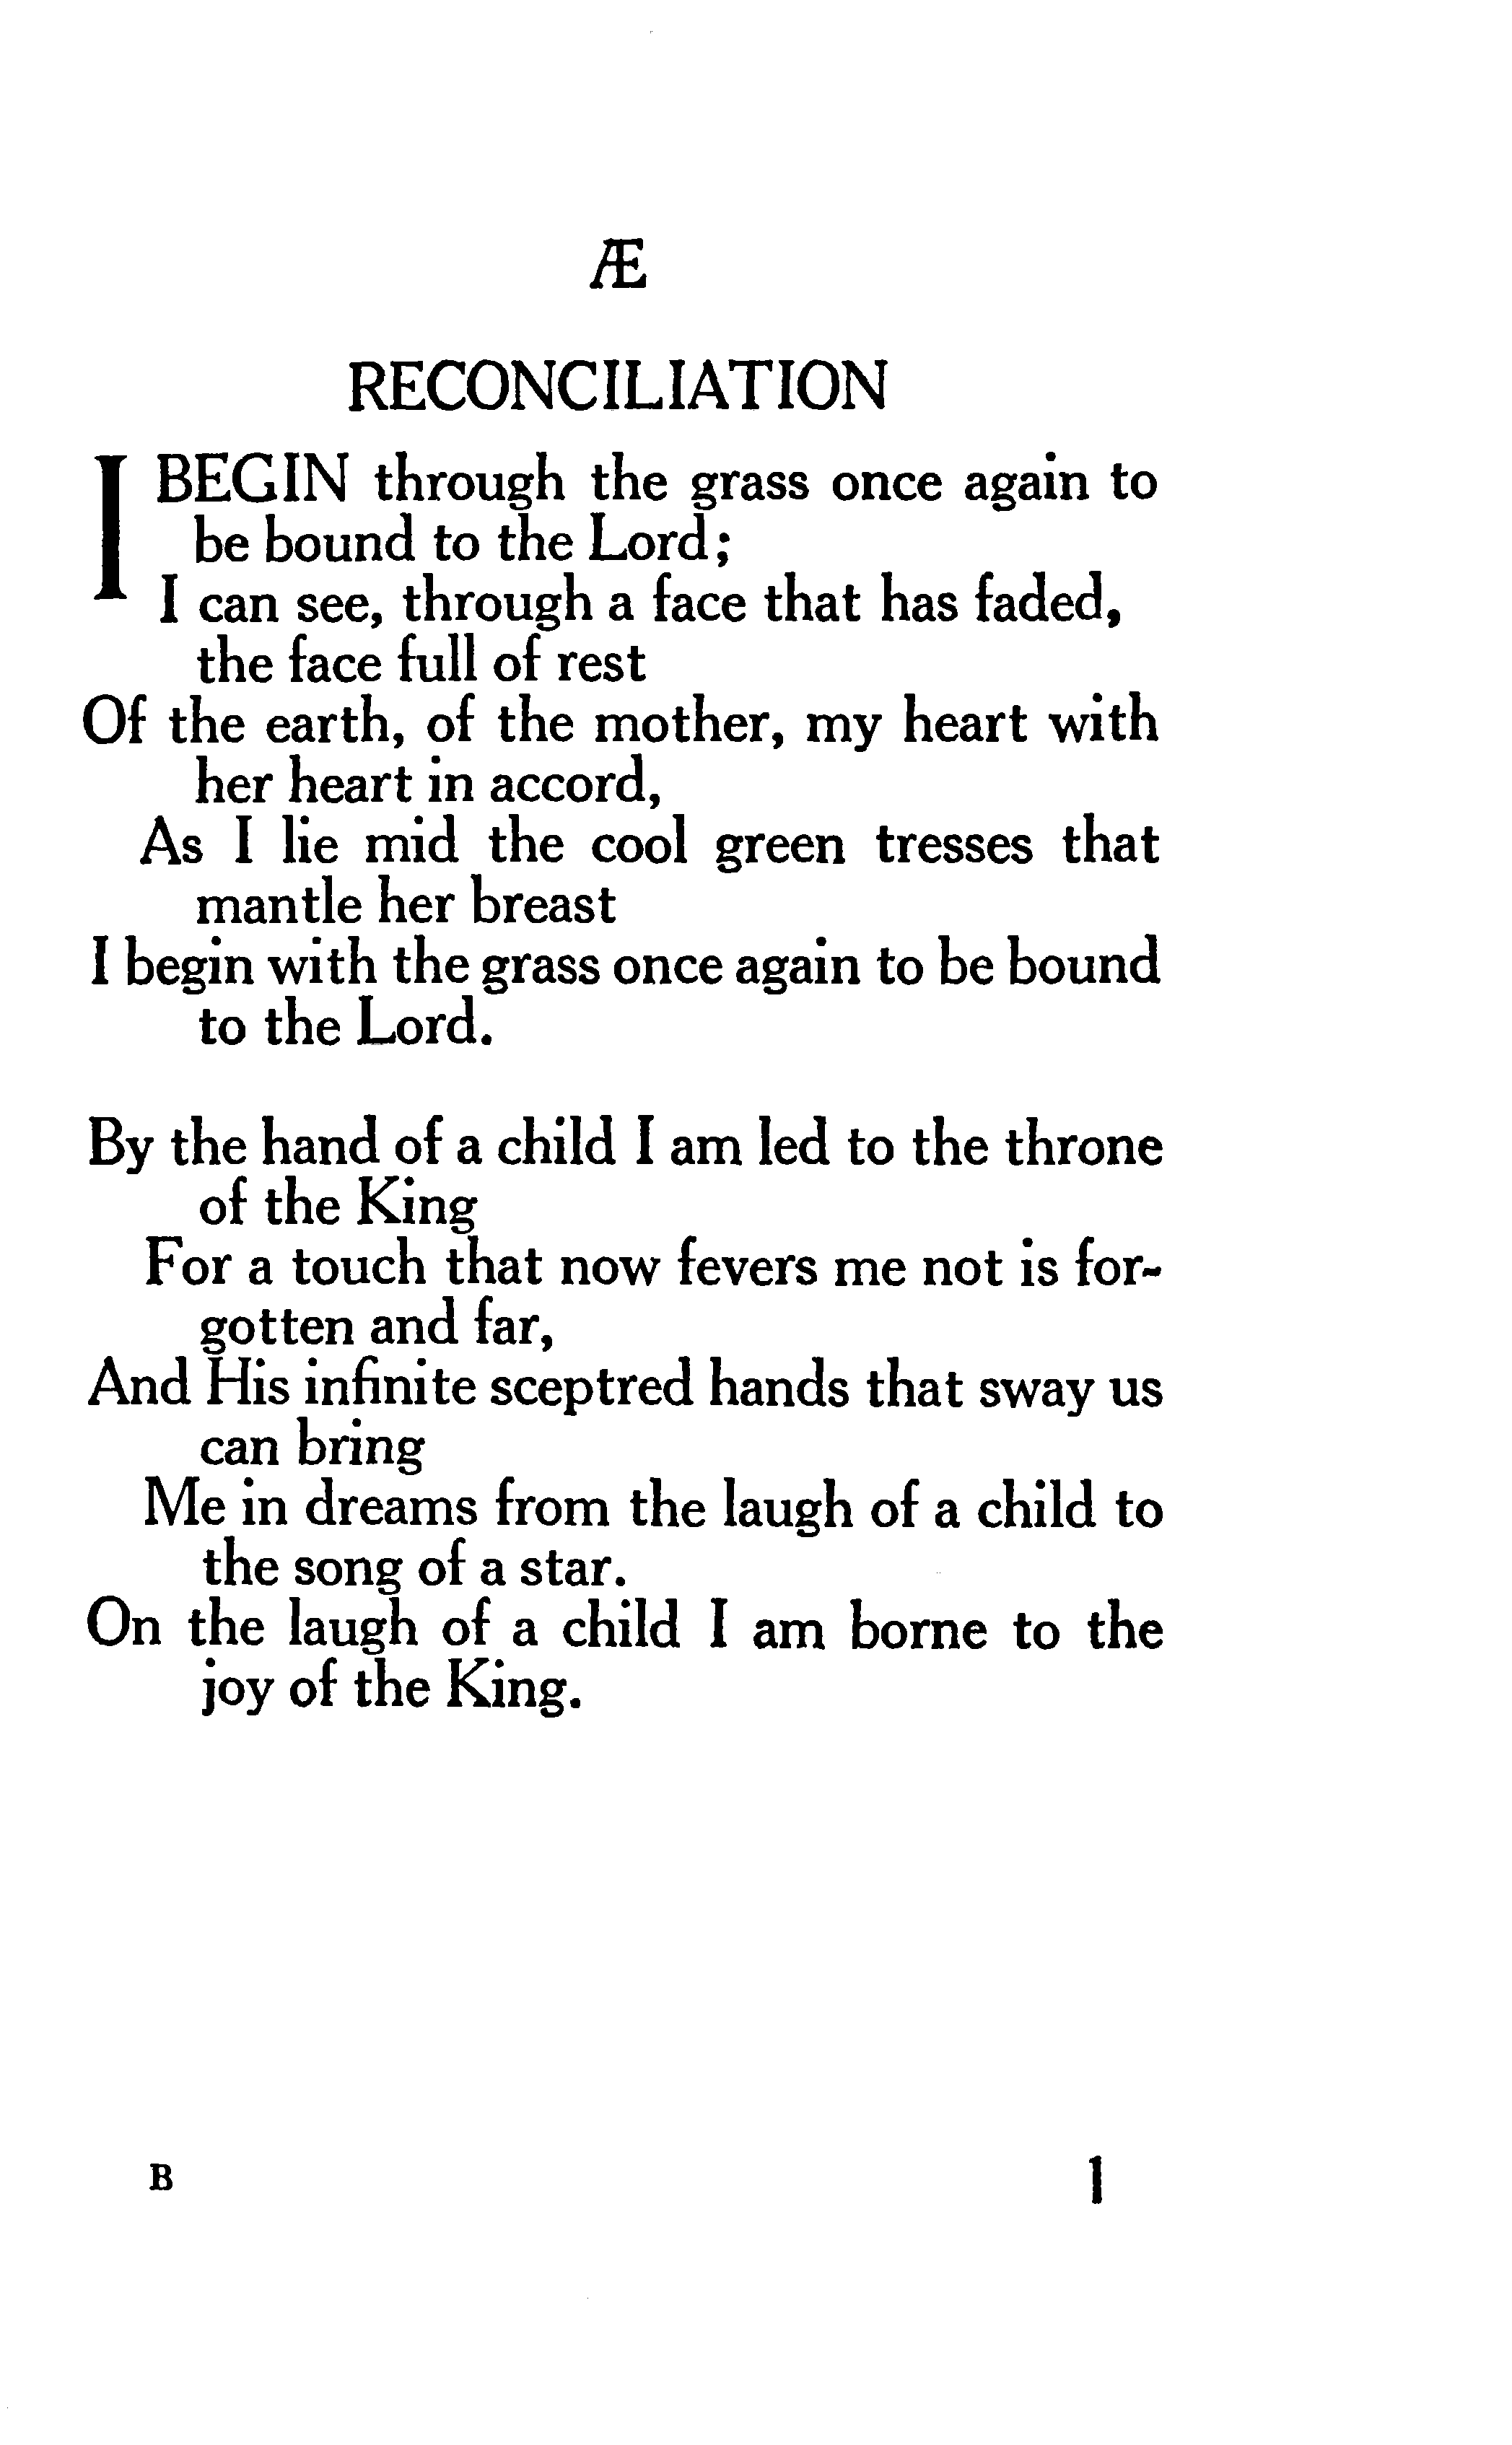 Æ
RECONCILIATION
I BEGIN through the grass once again to
be bound to the Lord;
I can see, through a face that has faded,
the face full of rest
Of the earth, of the mother, my heart with
her heart in accord,
As I lie mid the cool green tresses that
mantle her breast
I begin with the grass once again to be bound
to the Lord.

By the hand of a child I am led to the throne
of the King
For a touch that now fevers me not is for-
gotten and far,
And His infinite sceptred hands that sway us
can bring
Me in dreams from the laugh of a child to
the song of a star.
On the laugh of a child I am borne to the
joy of the King.
B 1